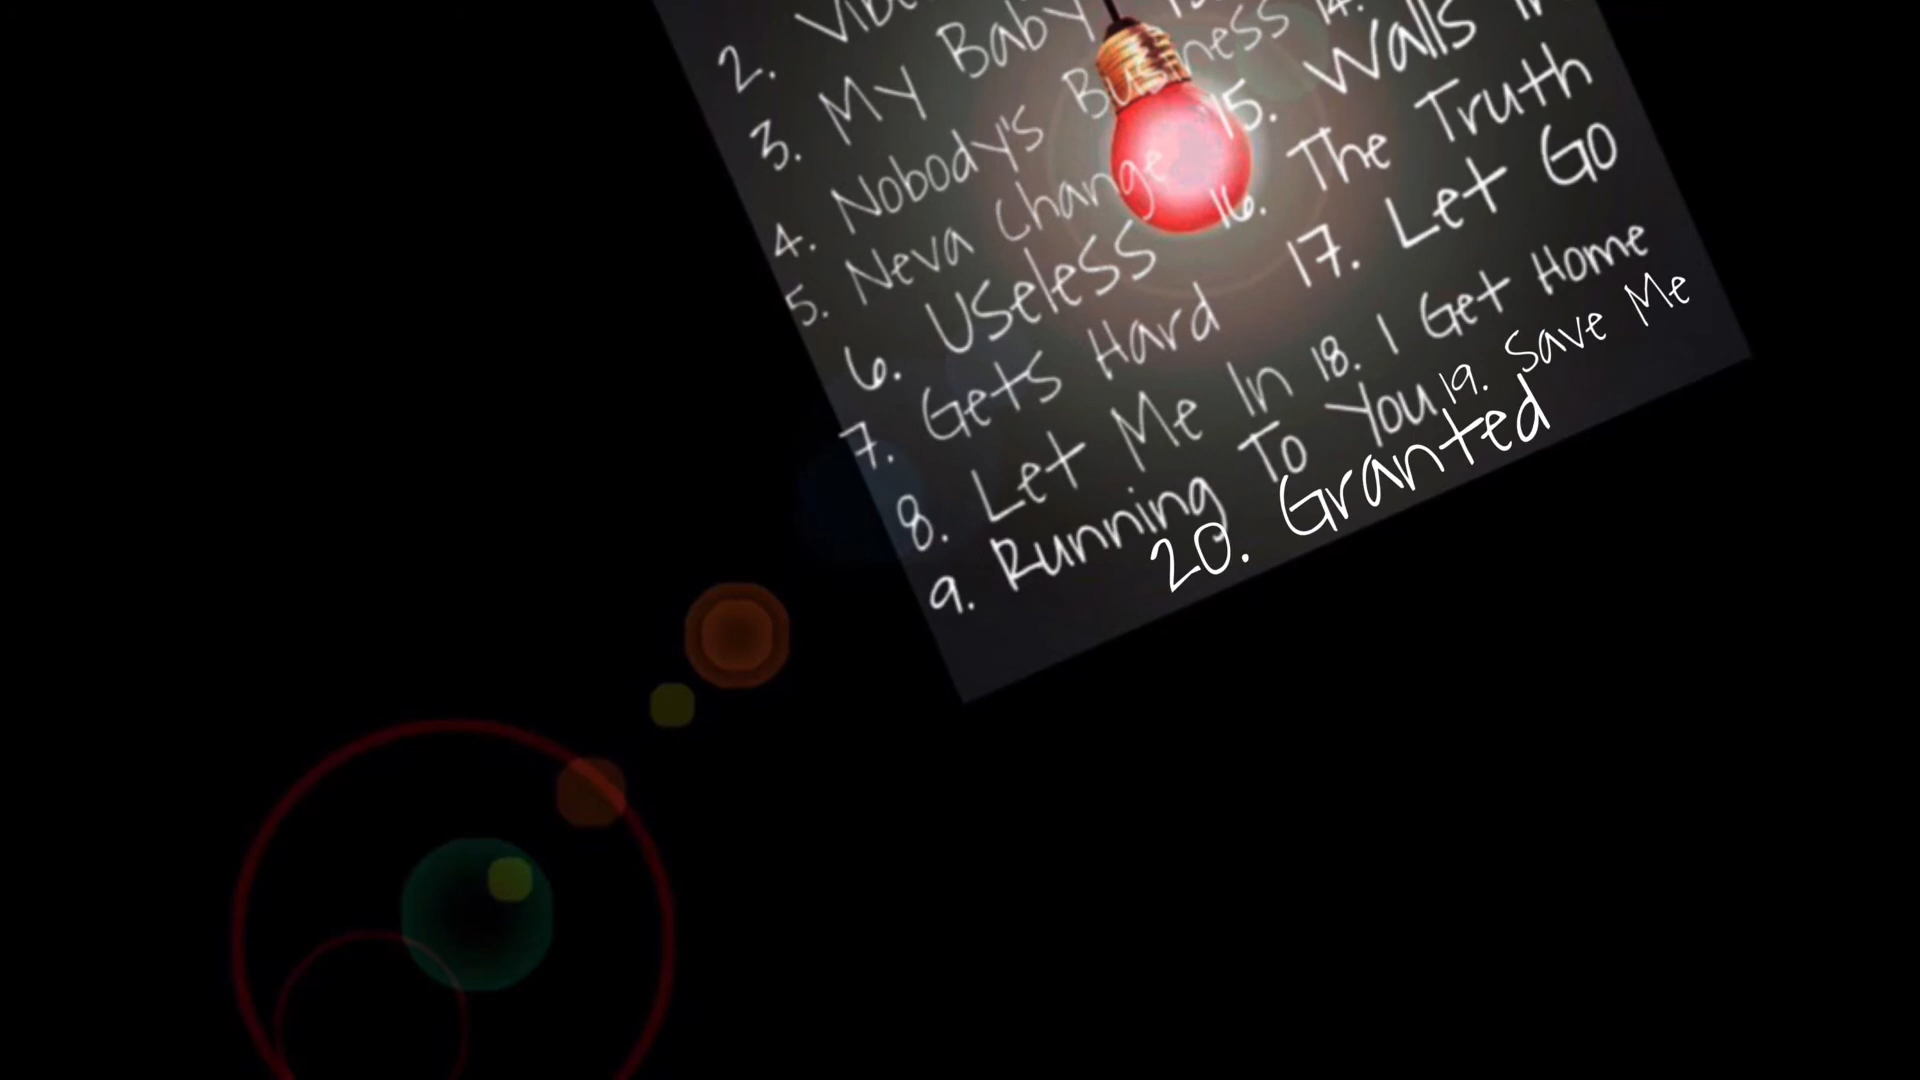 2.
3. My Baby
4. Nobody's Business
5. Neva Change
6. Useless
7. Gets Hard
8. Let Me In
9. Running To You
14.
15. Walls
16. The Truth
17. Let Go
18. I Get Home
19. Save Me
20. Granted